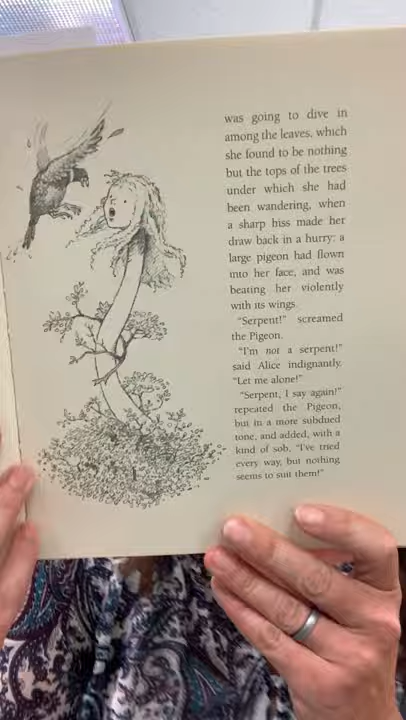 was going to dive in
among the leaves, which
she found to be nothing
but the tops of the trees
under which she had
been wandering, when
a sharp hiss made her
draw back in a hurry: a
large pigeon had flown
into her face, and was
beating her violently
with its wings.
“Serpent!” screamed
the Pigeon.
“I'm not a serpent!”
said Alice indignantly.
“Let me alone!”
“Serpent, I say again!”
repeated the Pigeon,
but in a more subdued
tone, and added, with a
kind of sob, “I've tried
every way, but nothing
seems to suit them!”